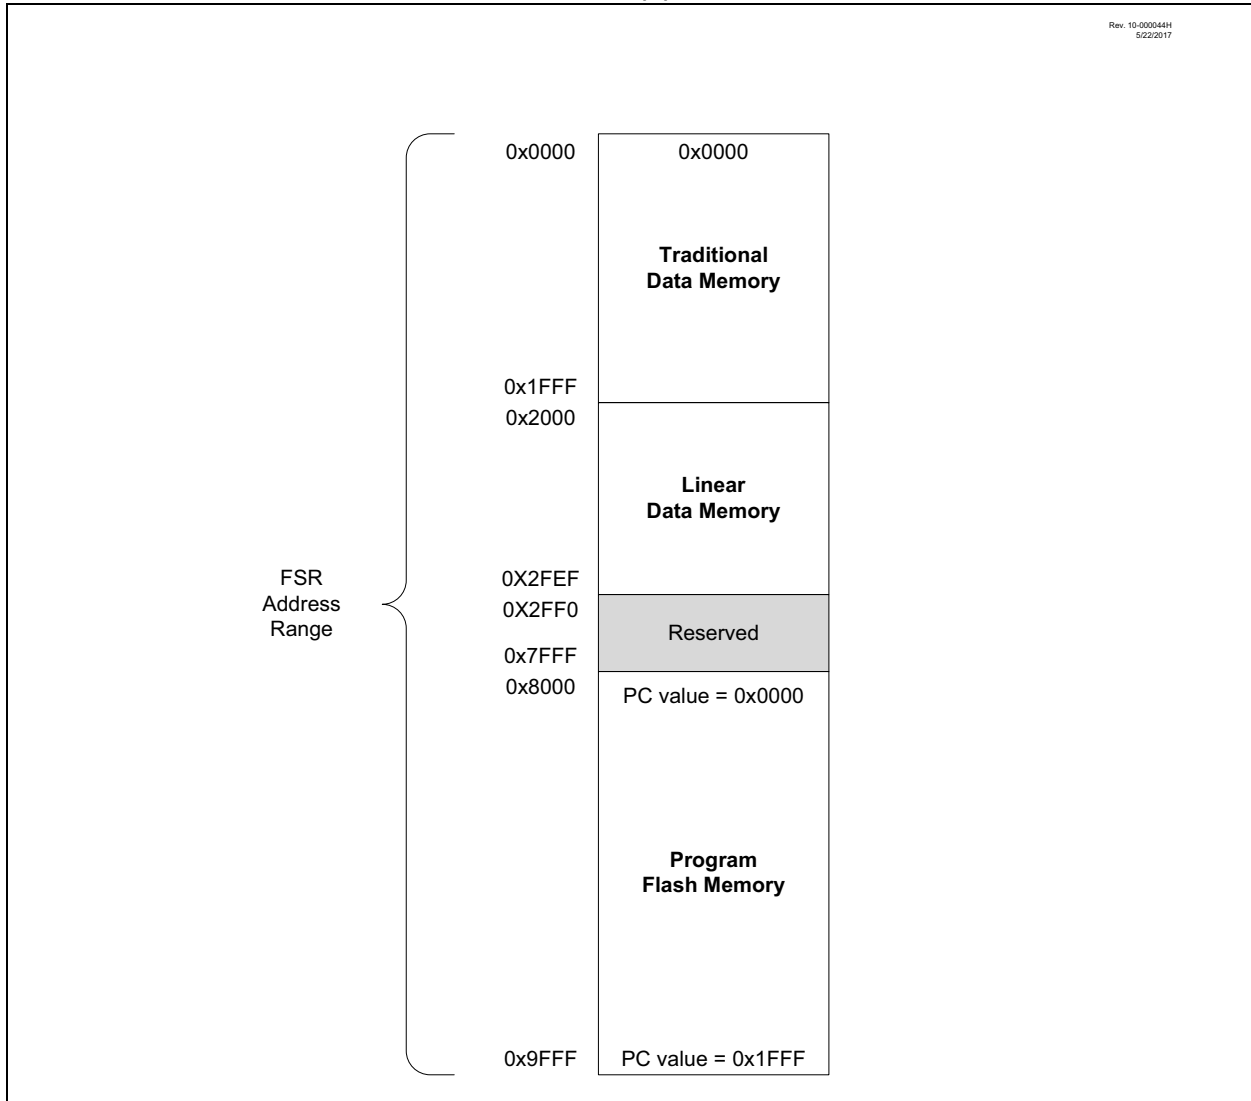 Rev. 10-000044H
5/22/2017
0x0000
0x0000
Traditional
Data Memory
0x1FFF
0x2000
Linear
Data Memory
0X2FEF
0X2FF0
Reserved
0x7FFF
0x8000
PC value = 0x0000
FSR
Address
Range
Program
Flash Memory
0x9FFF
PC value = 0x1FFF